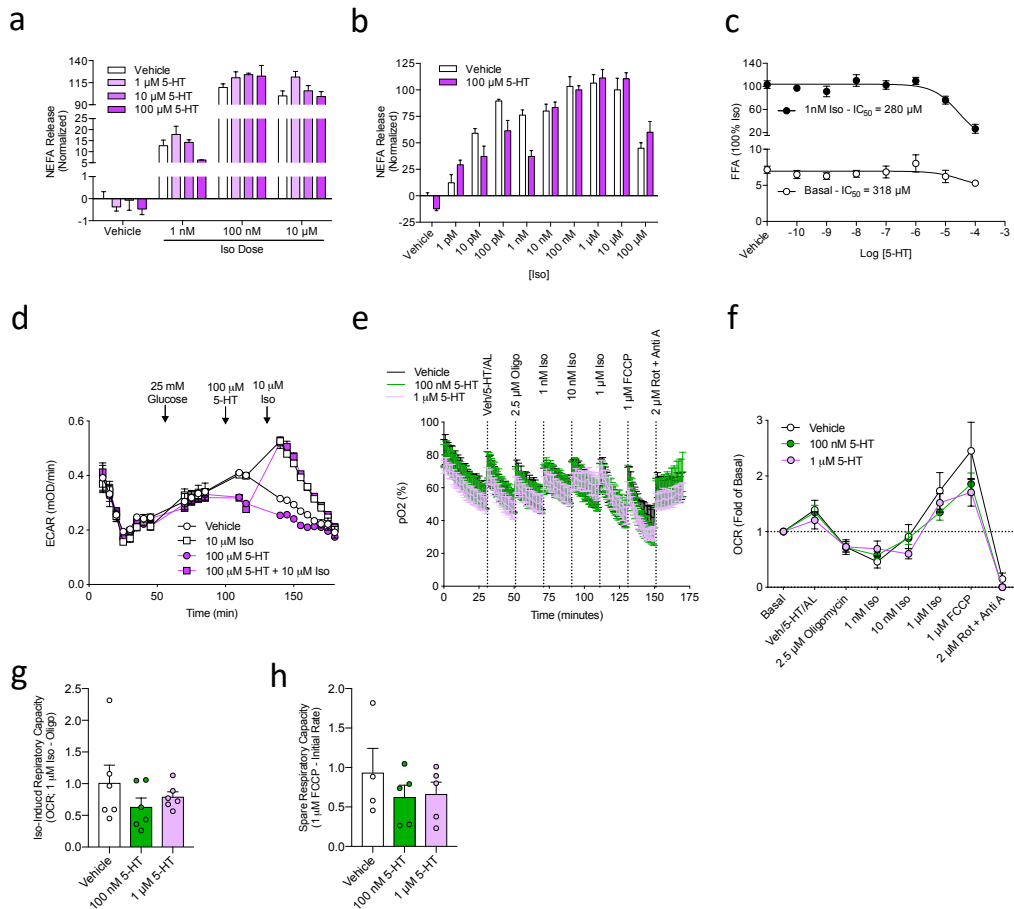 a
NEFA Release
(Normalized)
140
115
90
20
15
10
5
1
0
-1
Vehicle
1 µM 5-HT
10 µM 5-HT
100 µM 5-HT
Vehicle
1 nM
100 nM
10 µM
Iso Dose
b
NEFA Release
(Normalized)
125
100
75
50
25
0
-25
Vehicle
100 µM 5-HT
Vehicle
1 pM
10 pM
100 pM
1 nM
10 nM
100 nM
1 µM
10 µM
100 µM
[Iso]
c
FFA (100% Iso)
150
100
50
0
10
5
0
1nM Iso - IC50 = 280 µM
Basal - IC50 = 318 µM
Vehicle
-10
-9
-8
-7
-6
-5
-4
-3
Log [5-HT]
d
25 mM
Glucose
100 µM
5-HT
10 µM
Iso
ECAR (mOD/min)
0.6
0.4
0.2
0.0
Vehicle
10 µM Iso
100 µM 5-HT
100 µM 5-HT + 10 µM Iso
0
50
100
150
Time (min)
e
Vehicle
100 nM 5-HT
1 µM 5-HT
Veh/5-HT/AL
2.5 µM Oligo
1 nM Iso
10 nM Iso
1 µM Iso
1 µM FCCP
2 µM Rot + Anti A
pO2 (%)
100
80
60
40
20
0
0
25
50
75
100
125
150
175
Time (minutes)
f
OCR (Fold of Basal)
3
2
1
0
Vehicle
100 nM 5-HT
1 µM 5-HT
Basal
Veh/5-HT/AL
2.5 µM Oligomycin
1 nM Iso
10 nM Iso
1 µM Iso
1 µM FCCP
2 µM Rot + Anti A
g
Iso-Inducd Repiratory Capacity
(OCR; 1 µM Iso - Oligo)
2.5
2.0
1.5
1.0
0.5
0.0
Vehicle
100 nM 5-HT
1 µM 5-HT
h
Spare Respiratory Capacity
(1 µM FCCP - Initial Rate)
2.0
1.5
1.0
0.5
0.0
Vehicle
100 nM 5-HT
1 µM 5-HT